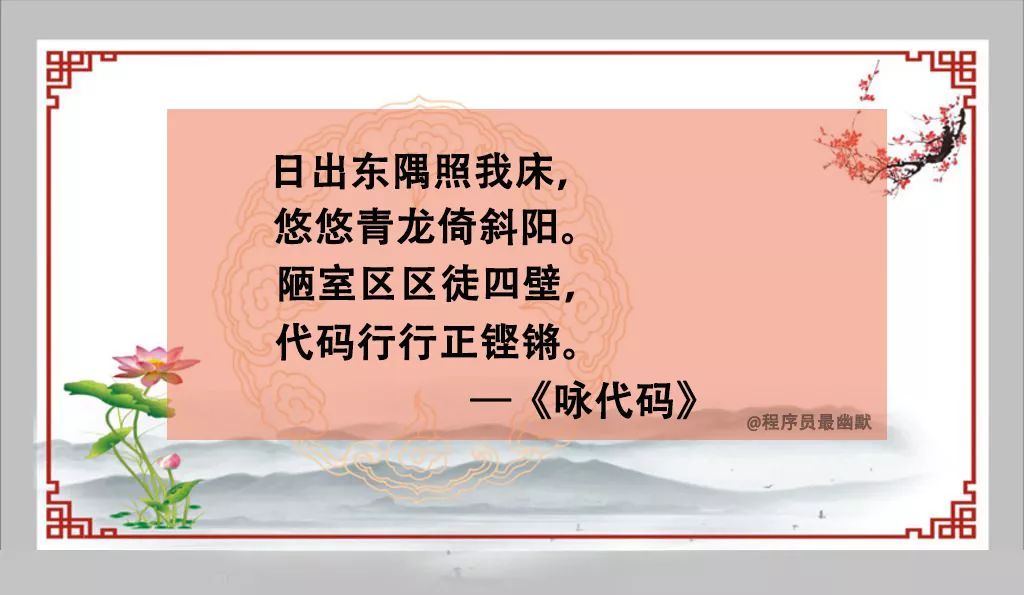 日出东隅照我床,
悠悠青龙倚斜阳。
陋室区区徒四壁,
代码行行正铿锵。
—《咏代码》
@程序员最幽默